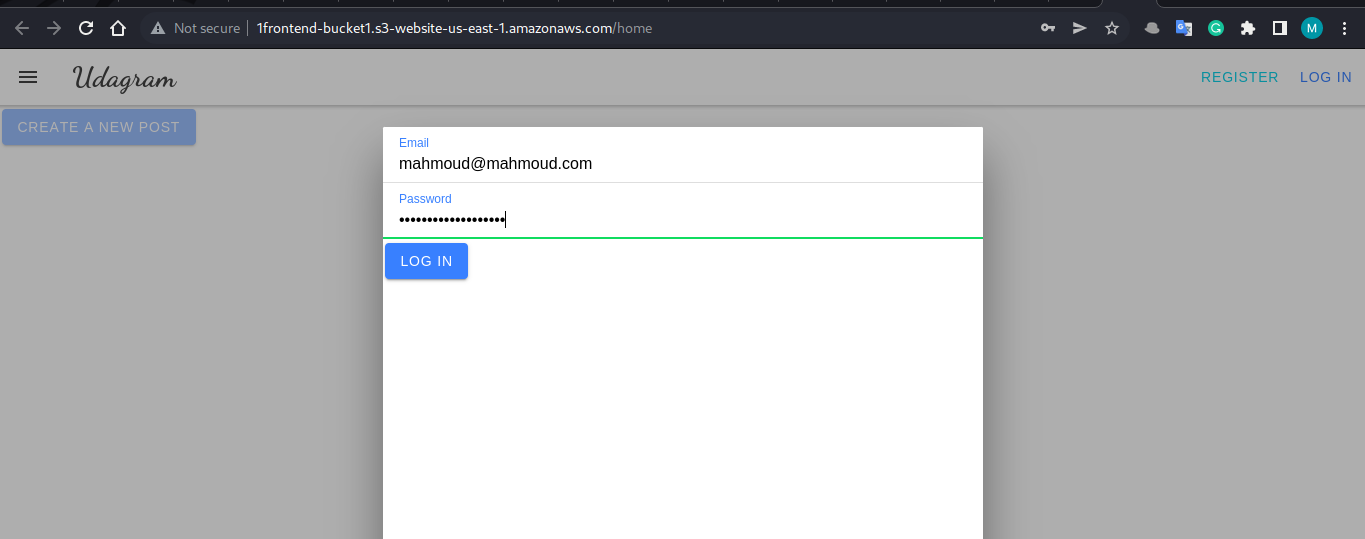 Not secure 1frontend-bucket1.s3-website-us-east-1.amazonaws.com/home M
Udagram REGISTER LOG IN
CREATE A NEW POST
Email
mahmoud@mahmoud.com
Password
•••••••••••••••••••
LOG IN